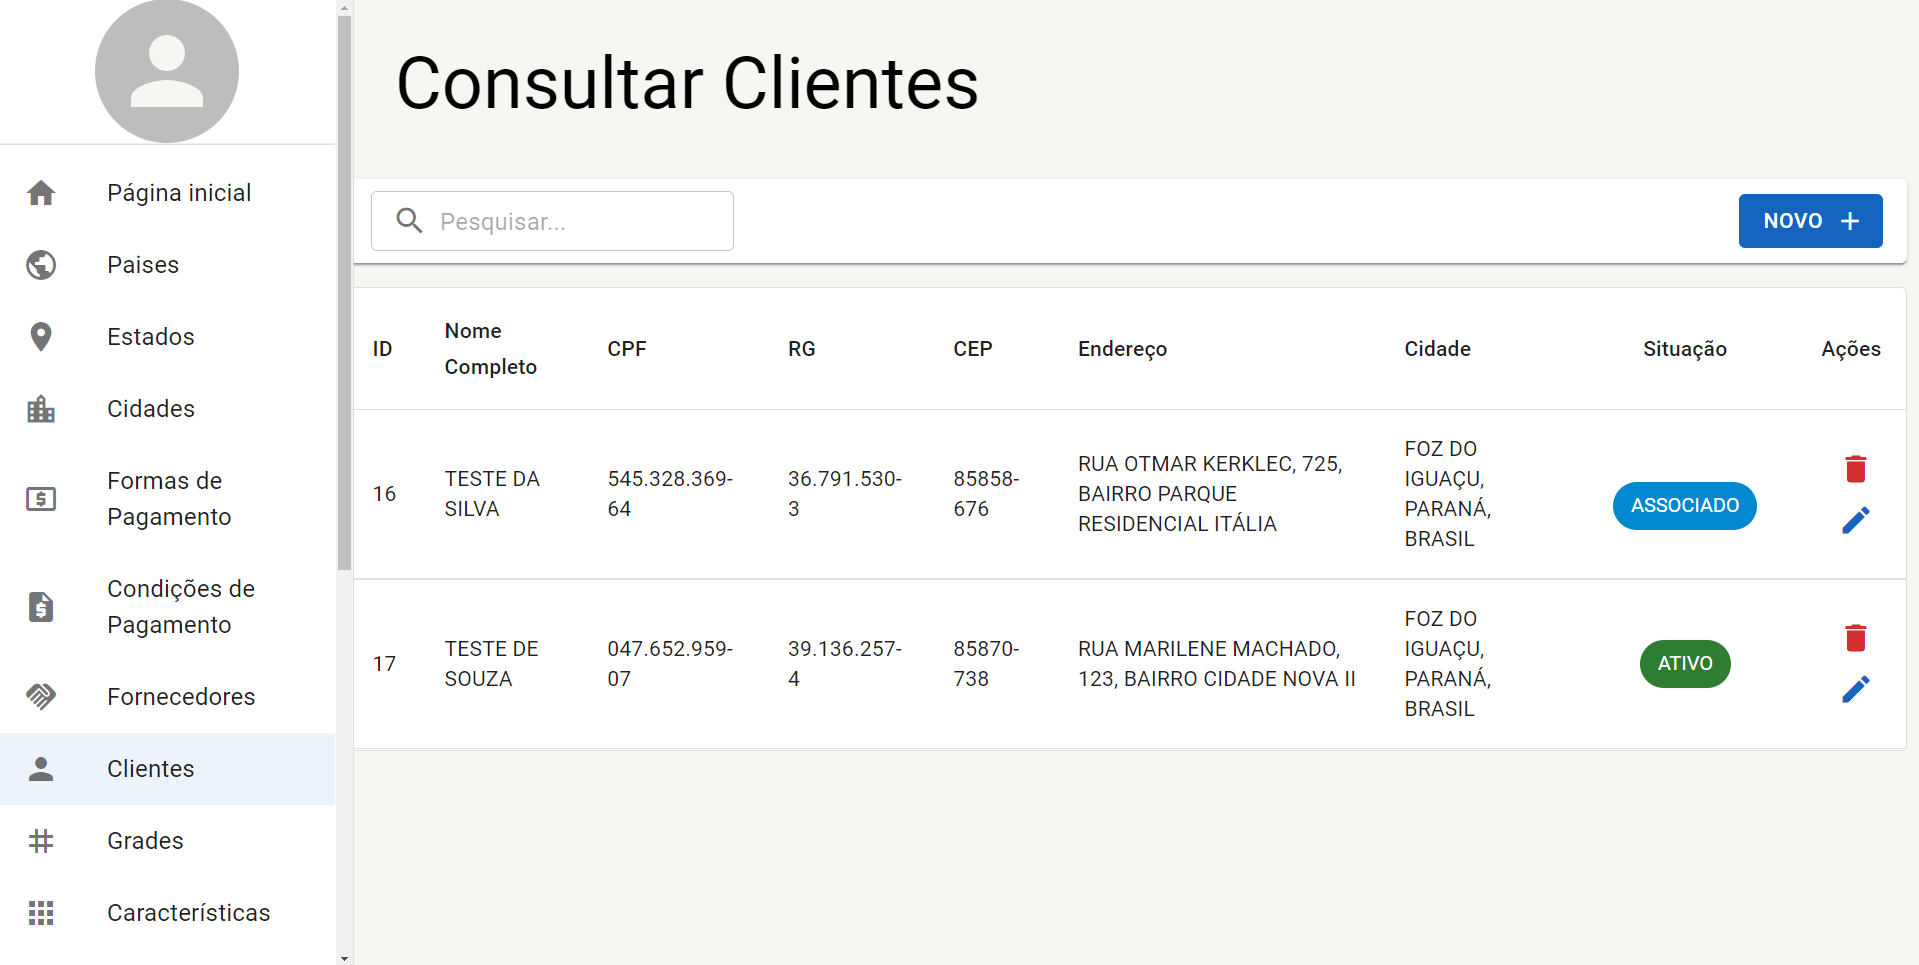 Consultar Clientes
Página inicial
Paises
Estados
Cidades
Formas de
Pagamento
Condições de
Pagamento
Fornecedores
Clientes
Grades
Características
Pesquisar...
NOVO
ID
Nome
Completo
CPF
RG
CEP
Endereço
Cidade
Situação
Ações
16
TESTE DA
SILVA
545.328.369-
64
36.791.530-
3
85858-
676
RUA OTMAR KERKLEC, 725,
BAIRRO PARQUE
RESIDENCIAL ITÁLIA
FOZ DO
IGUAÇU,
PARANÁ,
BRASIL
ASSOCIADO
17
TESTE DE
SOUZA
047.652.959-
07
39.136.257-
4
85870-
738
RUA MARILENE MACHADO,
123, BAIRRO CIDADE NOVA II
FOZ DO
IGUAÇU,
PARANÁ,
BRASIL
ATIVO